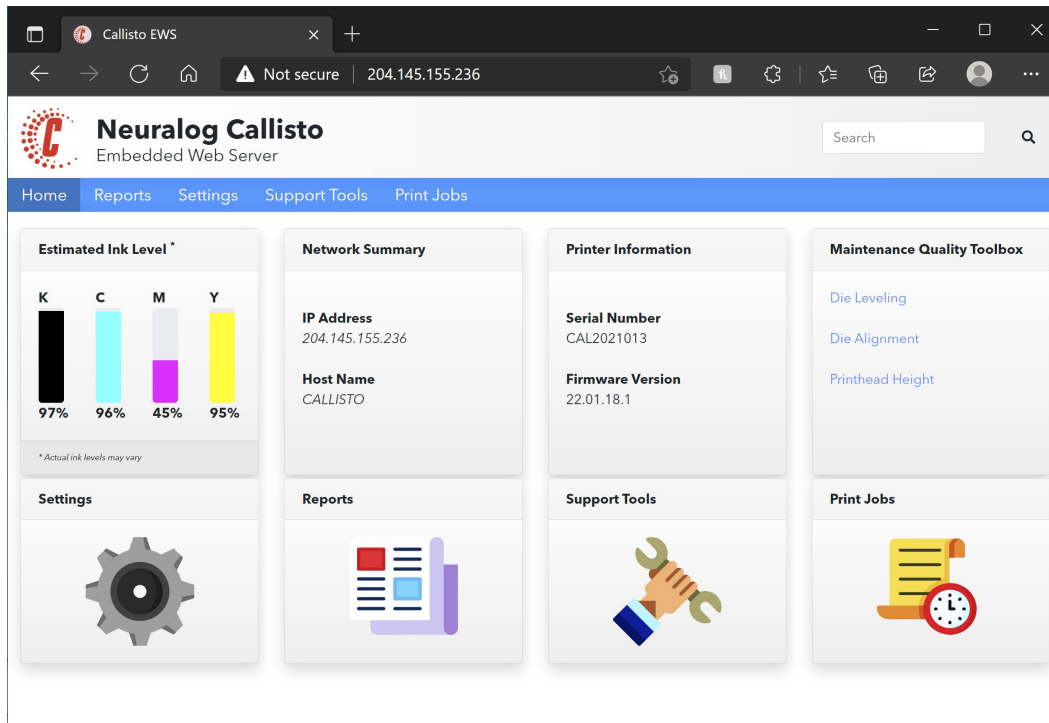 Callisto EWS
Not secure 204.145.155.236
C
Neuralog Callisto
Embedded Web Server
Search
Home Reports Settings Support Tools Print Jobs
Estimated Ink Level *
K C M Y
97% 96% 45% 95%
* Actual ink levels may vary
Network Summary
IP Address
204.145.155.236
Host Name
CALLISTO
Printer Information
Serial Number
CAL2021013
Firmware Version
22.01.18.1
Maintenance Quality Toolbox
Die Leveling
Die Alignment
Printhead Height
Settings
Reports
Support Tools
Print Jobs